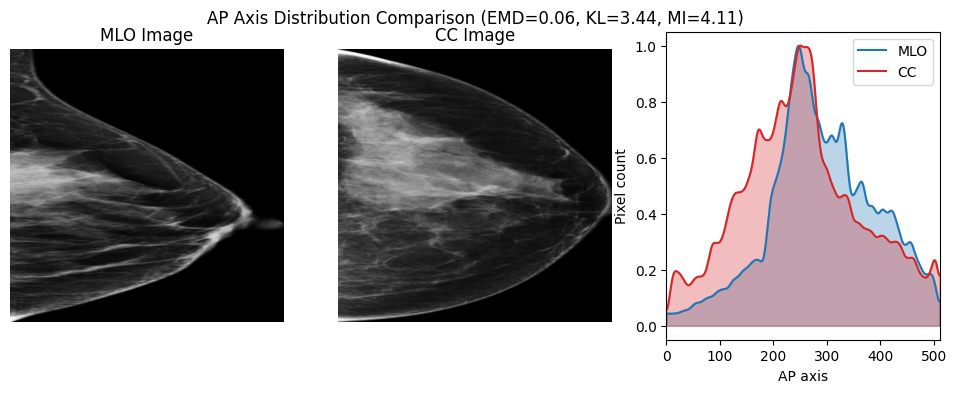 AP Axis Distribution Comparison (EMD=0.06, KL=3.44, MI=4.11)
MLO Image
CC Image
1.0
0.8
0.6
0.4
0.2
0.0
Pixel count
MLO
CC
0 100 200 300 400 500
AP axis